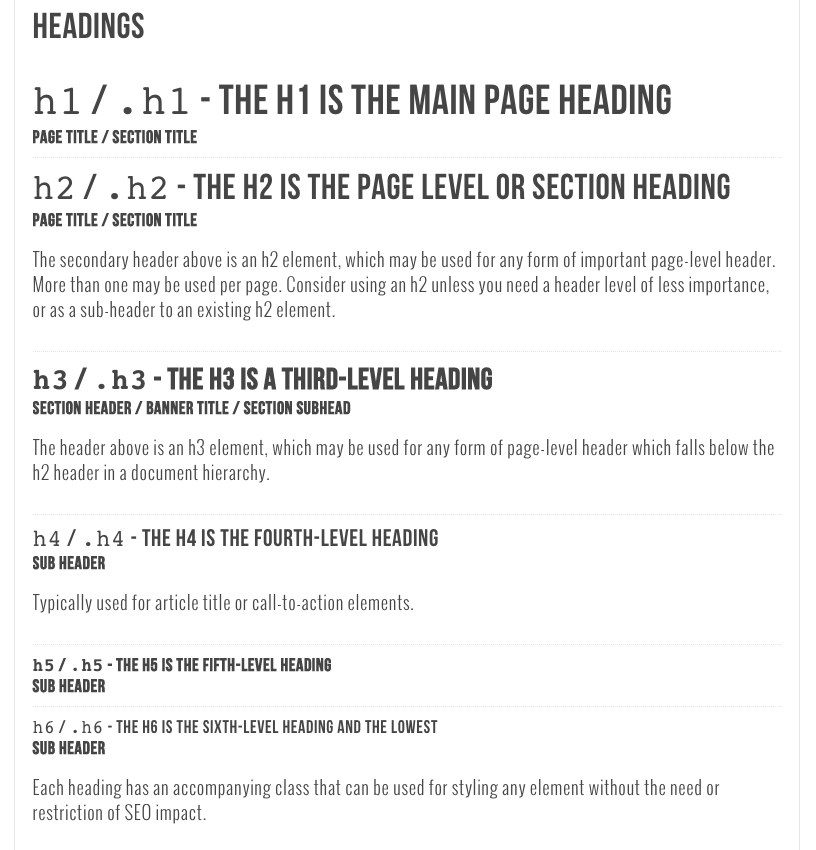 HEADINGS
h1 / .h1 - THE H1 IS THE MAIN PAGE HEADING
PAGE TITLE / SECTION TITLE
h2 / .h2 - THE H2 IS THE PAGE LEVEL OR SECTION HEADING
PAGE TITLE / SECTION TITLE
The secondary header above is an h2 element, which may be used for any form of important page-level header.
More than one may be used per page. Consider using an h2 unless you need a header level of less importance,
or as a sub-header to an existing h2 element.
h3 / .h3 - THE H3 IS A THIRD-LEVEL HEADING
SECTION HEADER / BANNER TITLE / SECTION SUBHEAD
The header above is an h3 element, which may be used for any form of page-level header which falls below the
h2 header in a document hierarchy.
h4 / .h4 - THE H4 IS THE FOURTH-LEVEL HEADING
SUB HEADER
Typically used for article title or call-to-action elements.
h5 / .h5 - THE H5 IS THE FIFTH-LEVEL HEADING
SUB HEADER
h6 / .h6 - THE H6 IS THE SIXTH-LEVEL HEADING AND THE LOWEST
SUB HEADER
Each heading has an accompanying class that can be used for styling any element without the need or
restriction of SEO impact.